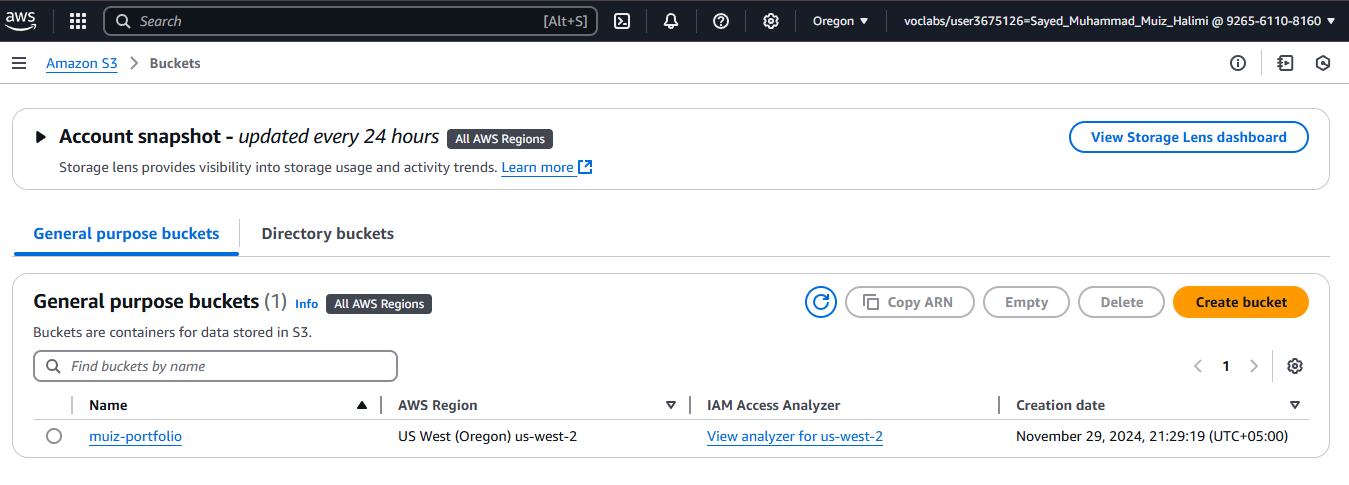 aws Search [Alt+S] Oregon voclabs/user3675126=Sayed_Muhammad_Muiz_Halimi @ 9265-6110-8160
Amazon S3 Buckets
Account snapshot - updated every 24 hours All AWS Regions View Storage Lens dashboard
Storage lens provides visibility into storage usage and activity trends. Learn more
General purpose buckets Directory buckets
General purpose buckets (1) Info All AWS Regions Copy ARN Empty Delete Create bucket
Buckets are containers for data stored in S3.
Find buckets by name 1
Name AWS Region IAM Access Analyzer Creation date
muiz-portfolio US West (Oregon) us-west-2 View analyzer for us-west-2 November 29, 2024, 21:29:19 (UTC+05:00)